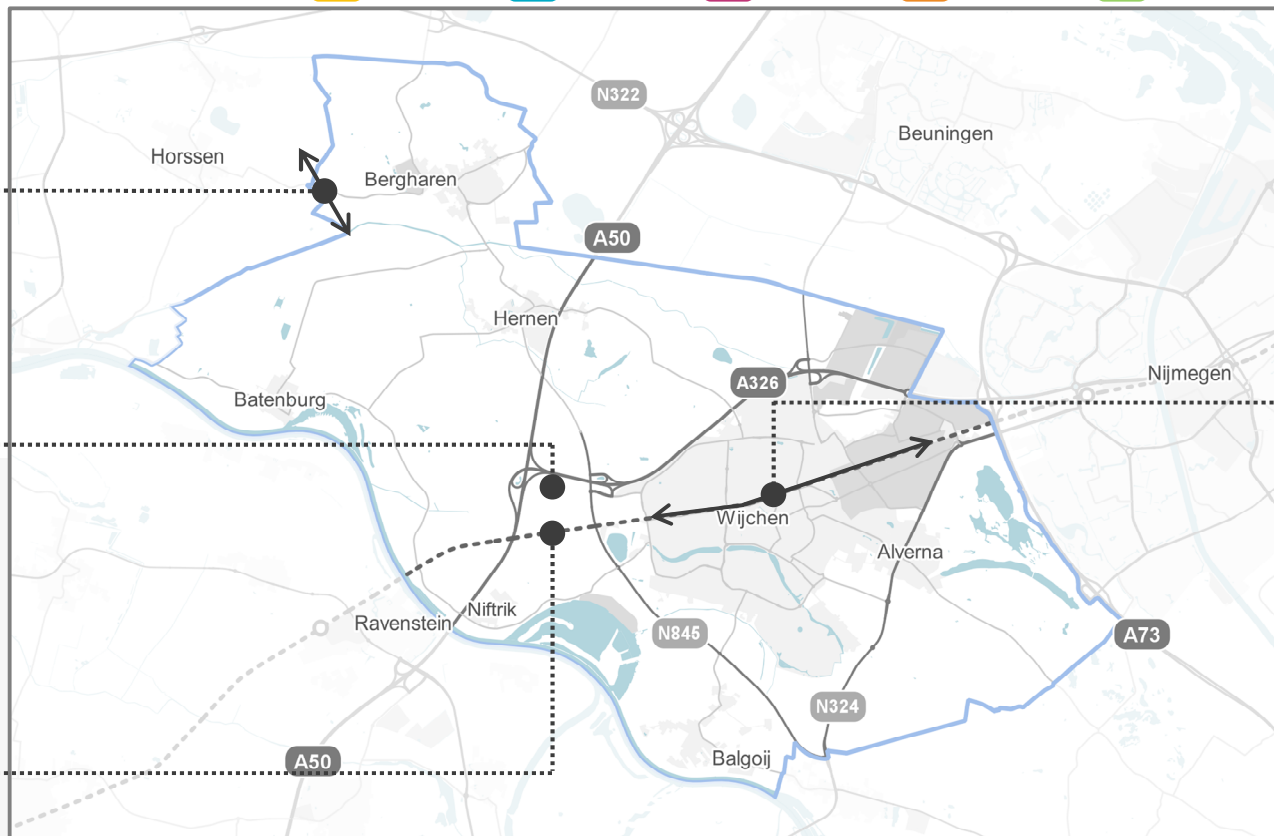 N322
Beuningen
Horssen
Bergharen
A50
Hernen
Nijmegen
A326
Batenburg
Wijchen
Alverna
Niftrik
Ravenstein
N845
A73
N324
Balgoij
A50